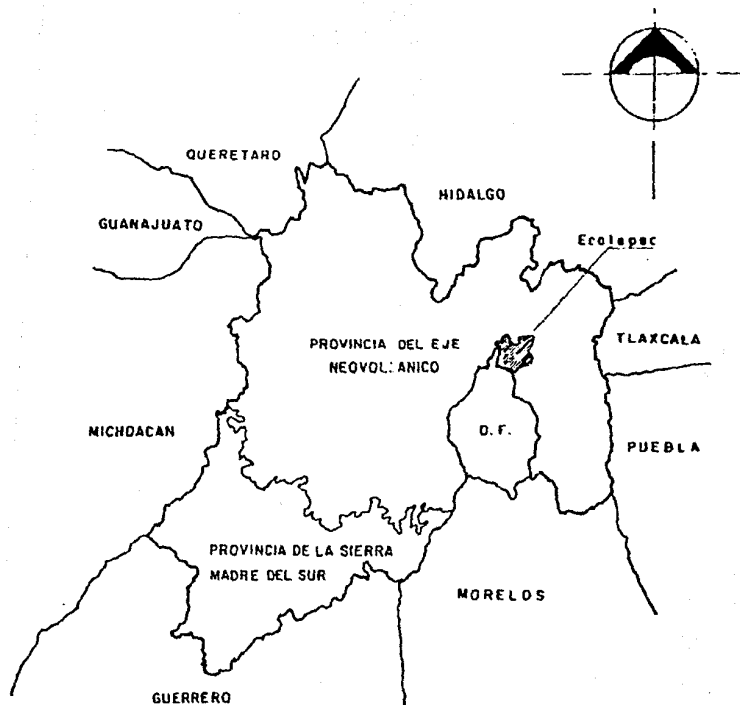 QUERETARO
HIDALGO
GUANAJUATO
Ecatepec
PROVINCIA DEL EJE
NEOVOLCANICO
TLAXCALA
MICHOACAN
D.F.
PUEBLA
PROVINCIA DE LA SIERRA
MADRE DEL SUR
MORELOS
GUERRERO